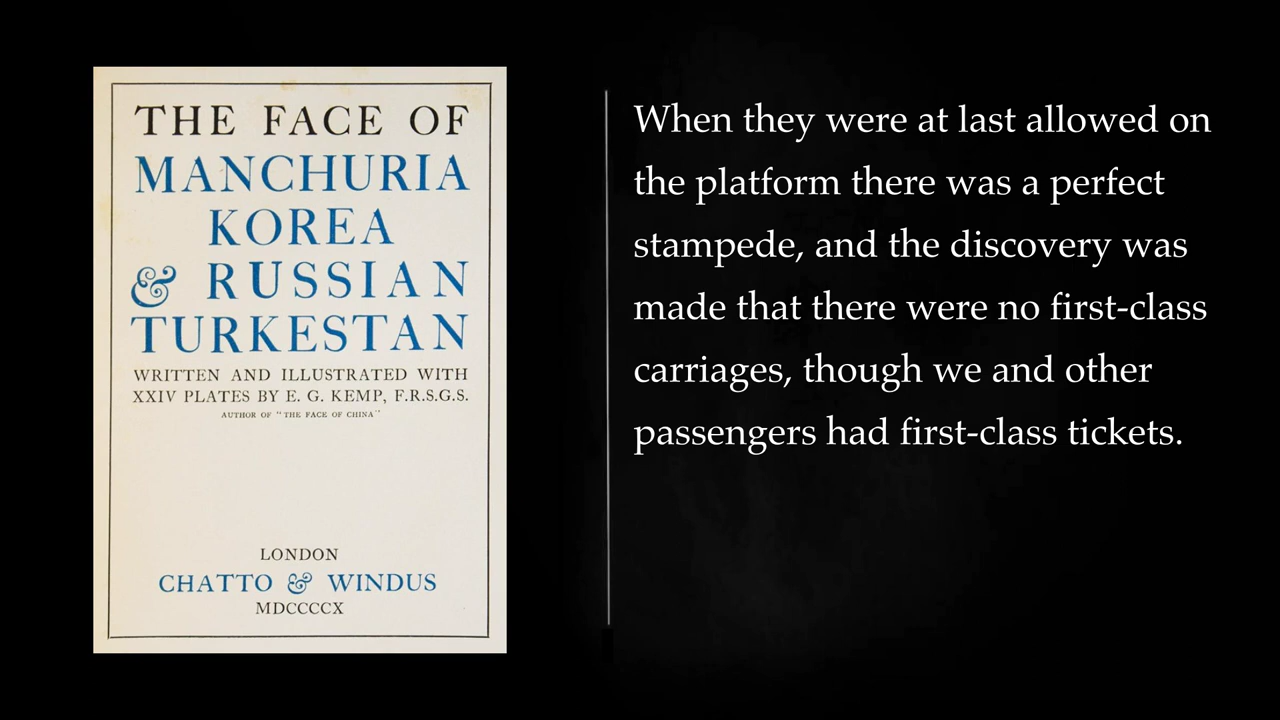 THE FACE OF
MANCHURIA
KOREA
& RUSSIAN
TURKESTAN
WRITTEN AND ILLUSTRATED WITH
XXIV PLATES BY E. G. KEMP, F.R.S.G.S.
AUTHOR OF "THE FACE OF CHINA"
LONDON
CHATTO & WINDUS
MDCCCCX
When they were at last allowed on
the platform there was a perfect
stampede, and the discovery was
made that there were no first-class
carriages, though we and other
passengers had first-class tickets.